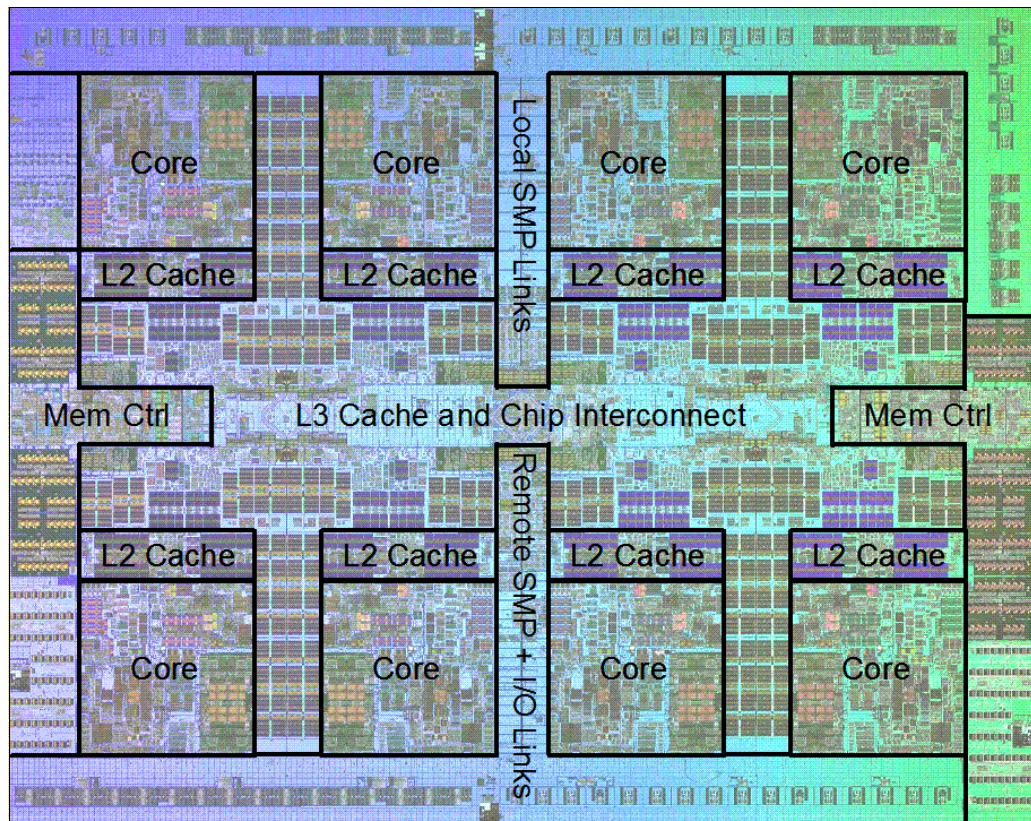 Core
Core
Core
Core
Local SMP Links
L2 Cache
L2 Cache
L2 Cache
L2 Cache
Mem Ctrl
L3 Cache and Chip Interconnect
Mem Ctrl
Remote SMP + I/O Links
L2 Cache
L2 Cache
L2 Cache
L2 Cache
Core
Core
Core
Core